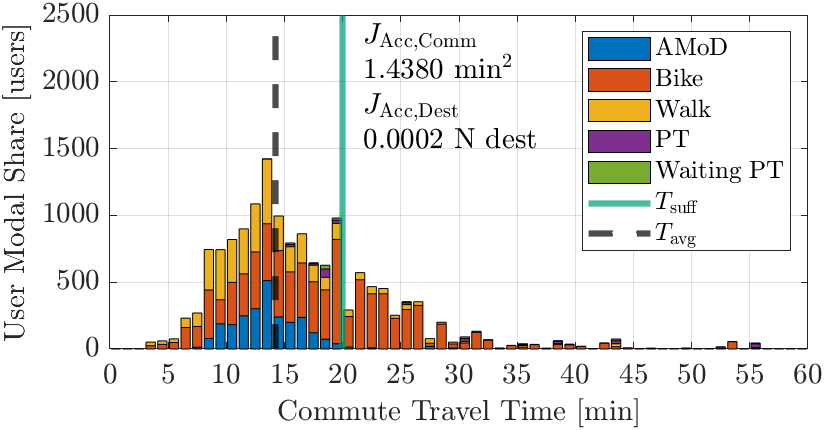 User Modal Share [users]
2500
2000
1500
1000
500
0
J_Acc,Comm
1.4380 min²
J_Acc,Dest
0.0002 N dest
AMoD
Bike
Walk
PT
Waiting PT
T_suff
T_avg
0 5 10 15 20 25 30 35 40 45 50 55 60
Commute Travel Time [min]